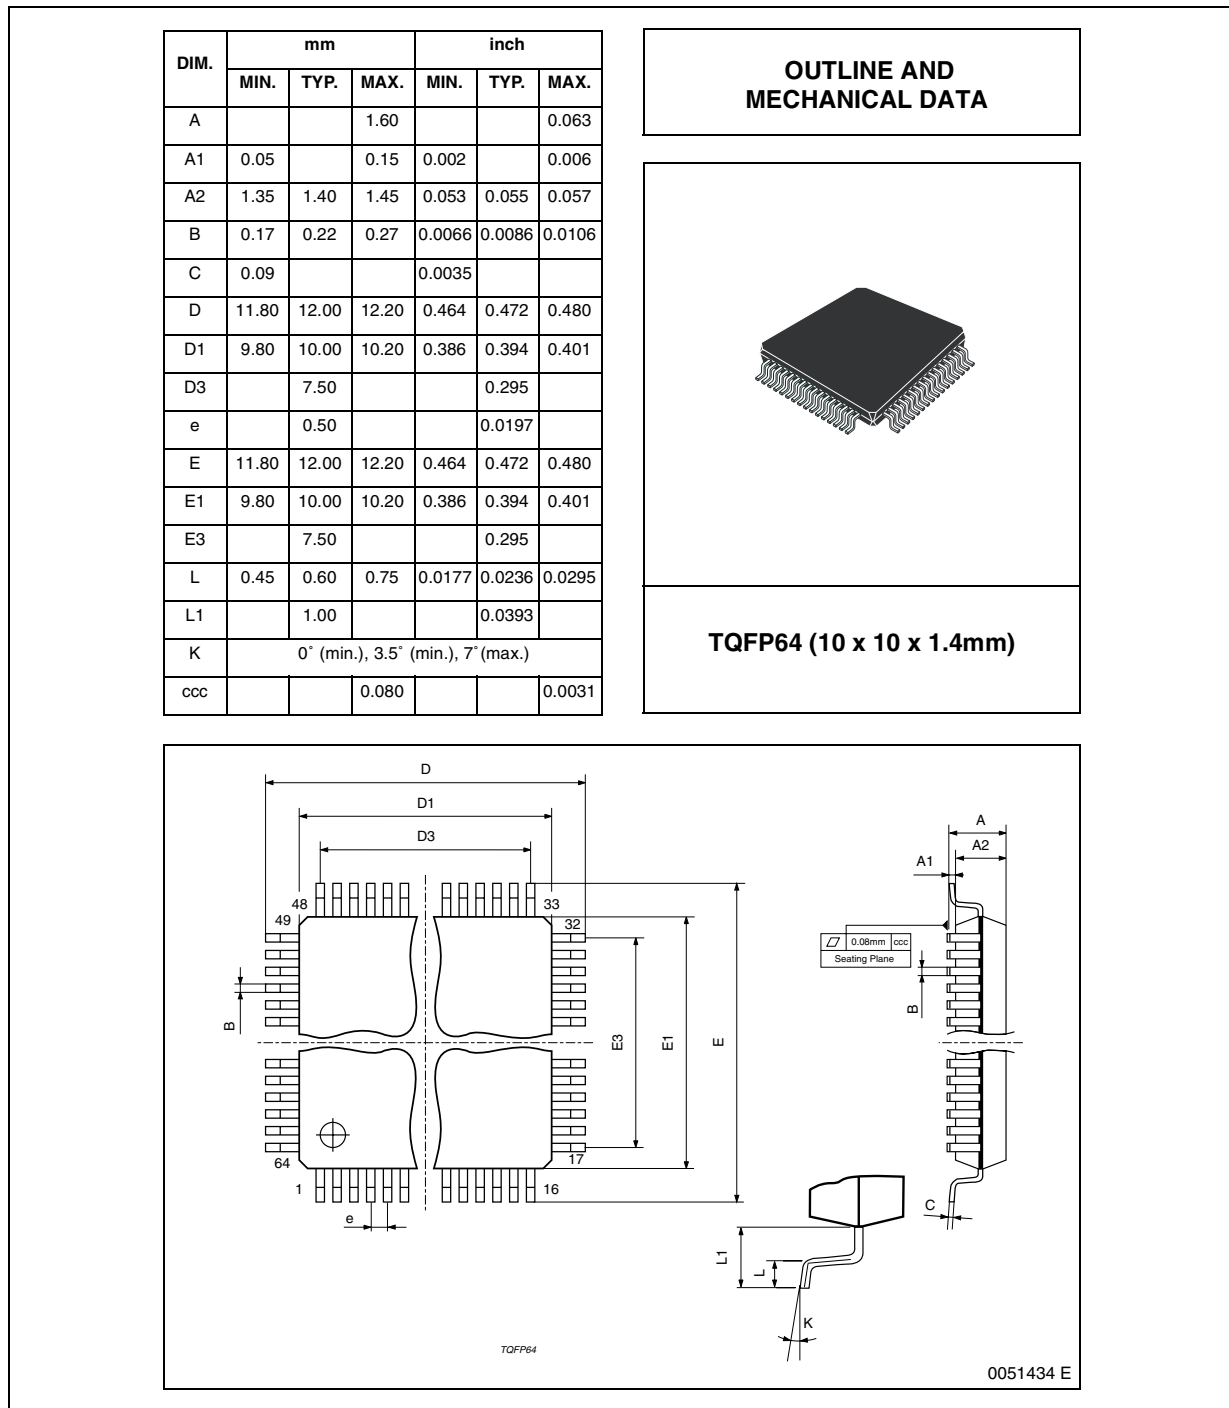 DIM. mm inch
MIN. TYP. MAX. MIN. TYP. MAX.
A 1.60 0.063
A1 0.05 0.15 0.002 0.006
A2 1.35 1.40 1.45 0.053 0.055 0.057
B 0.17 0.22 0.27 0.0066 0.0086 0.0106
C 0.09 0.0035
D 11.80 12.00 12.20 0.464 0.472 0.480
D1 9.80 10.00 10.20 0.386 0.394 0.401
D3 7.50 0.295
e 0.50 0.0197
E 11.80 12.00 12.20 0.464 0.472 0.480
E1 9.80 10.00 10.20 0.386 0.394 0.401
E3 7.50 0.295
L 0.45 0.60 0.75 0.0177 0.0236 0.0295
L1 1.00 0.0393
K 0˚ (min.), 3.5˚ (min.), 7˚(max.)
ccc 0.080 0.0031
OUTLINE AND
MECHANICAL DATA
TQFP64 (10 x 10 x 1.4mm)
D
D1
D3
A
A2
A1
48 33
49 32
0.08mm ccc
Seating Plane
B
B
E3 E1 E
64 17
1 16
e
C
L1
L
K
TQFP64
0051434 E